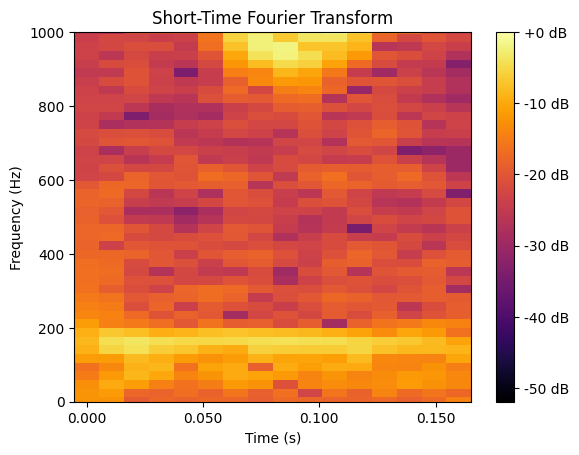 Short-Time Fourier Transform
1000
800
600
400
200
0
Frequency (Hz)
0.000
0.050
0.100
0.150
Time (s)
+0 dB
-10 dB
-20 dB
-30 dB
-40 dB
-50 dB